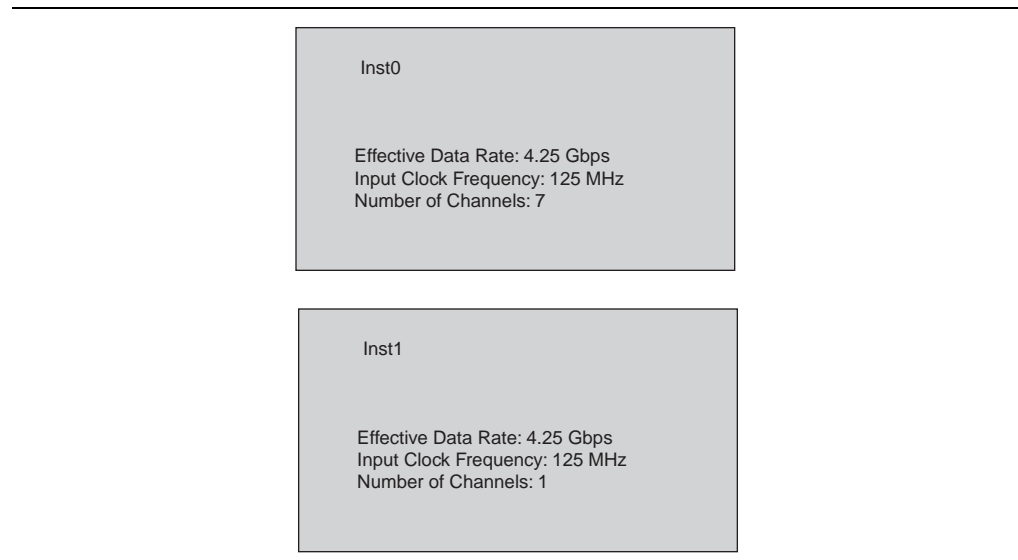 Inst0
Effective Data Rate: 4.25 Gbps
Input Clock Frequency: 125 MHz
Number of Channels: 7
Inst1
Effective Data Rate: 4.25 Gbps
Input Clock Frequency: 125 MHz
Number of Channels: 1